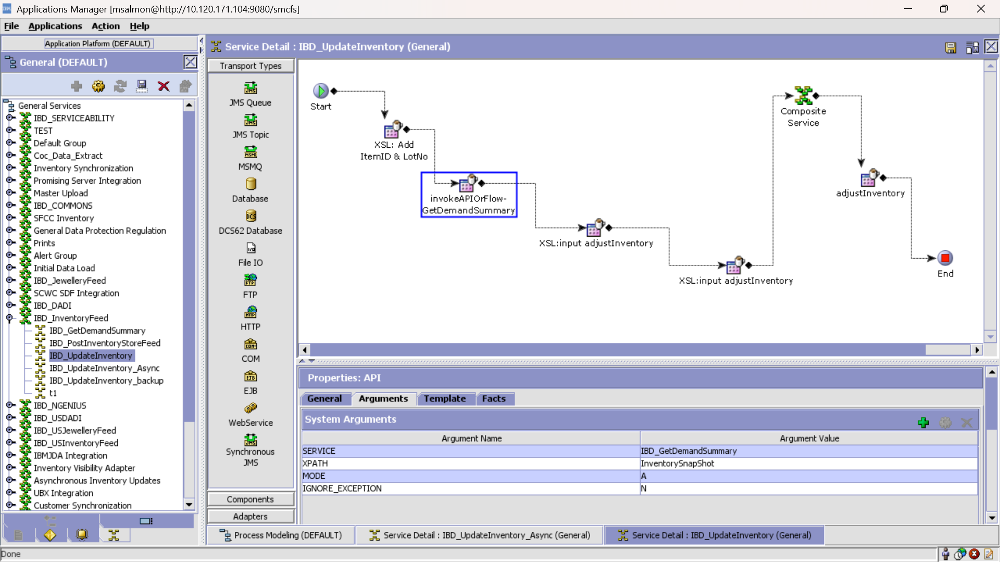 Applications Manager [msalmon@http://10.120.171.104:9080/smcfs]
File Applications Action Help
Application Platform (DEFAULT)
General (DEFAULT)
General Services
IBD_SERVICEABILITY
TEST
Default Group
Coc_Data_Extract
Inventory Synchronization
Promising Server Integration
Master Upload
IBD_COMMONS
SFCC Inventory
General Data Protection Regulation
Prints
Alert Group
Initial Data Load
IBD_JewelleryFeed
SCWC SDF Integration
IBD_DADI
IBD_InventoryFeed
IBD_GetDemandSummary
IBD_PostInventoryStoreFeed
IBD_UpdateInventory
IBD_UpdateInventory_Async
IBD_UpdateInventory_backup
t1
IBD_NGENIUS
IBD_USDADI
IBD_USJewelleryFeed
IBD_USInventoryFeed
IBMJDA Integration
Inventory Visibility Adapter
Asynchronous Inventory Updates
UBX Integration
Customer Synchronization
Service Detail : IBD_UpdateInventory (General)
Transport Types
JMS Queue
JMS Topic
MSMQ
Database
DCS62 Database
File IO
FTP
HTTP
COM
EJB
WebService
Synchronous
JMS
Components
Adapters
Start
XSL: Add
ItemID & LotNo
invokeAPIOrFlow-
GetDemandSummary
XSL:input adjustInventory
XSL:input adjustInventory
Composite
Service
adjustInventory
End
Properties: API
General Arguments Template Facts
System Arguments
Argument Name Argument Value
SERVICE IBD_GetDemandSummary
XPATH InventorySnapShot
MODE A
IGNORE_EXCEPTION N
Process Modeling (DEFAULT) Service Detail : IBD_UpdateInventory_Async (General) Service Detail : IBD_UpdateInventory (General)
Done